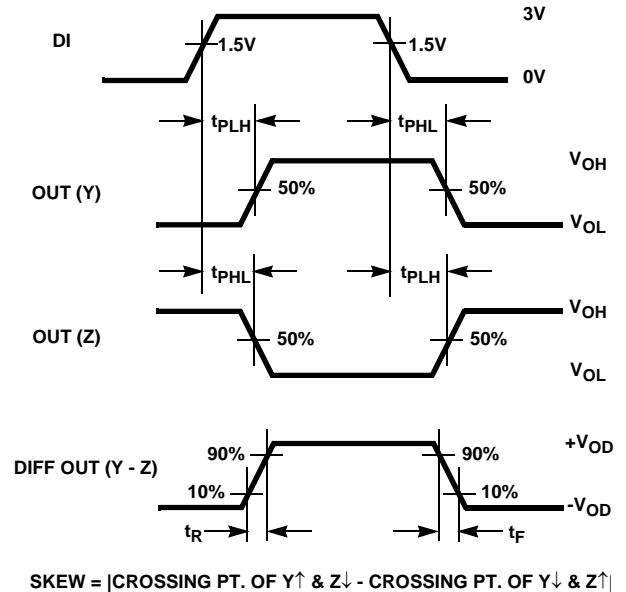 3V
DI
1.5V 1.5V
0V
tPLH tPHL
VOH
OUT (Y) 50% 50%
VOL
tPHL tPLH
VOH
OUT (Z) 50% 50%
VOL
+VOD
DIFF OUT (Y - Z) 90% 90%
10% 10%
-VOD
tR tF
SKEW = |CROSSING PT. OF Y↑ & Z↓ - CROSSING PT. OF Y↓ & Z↑|